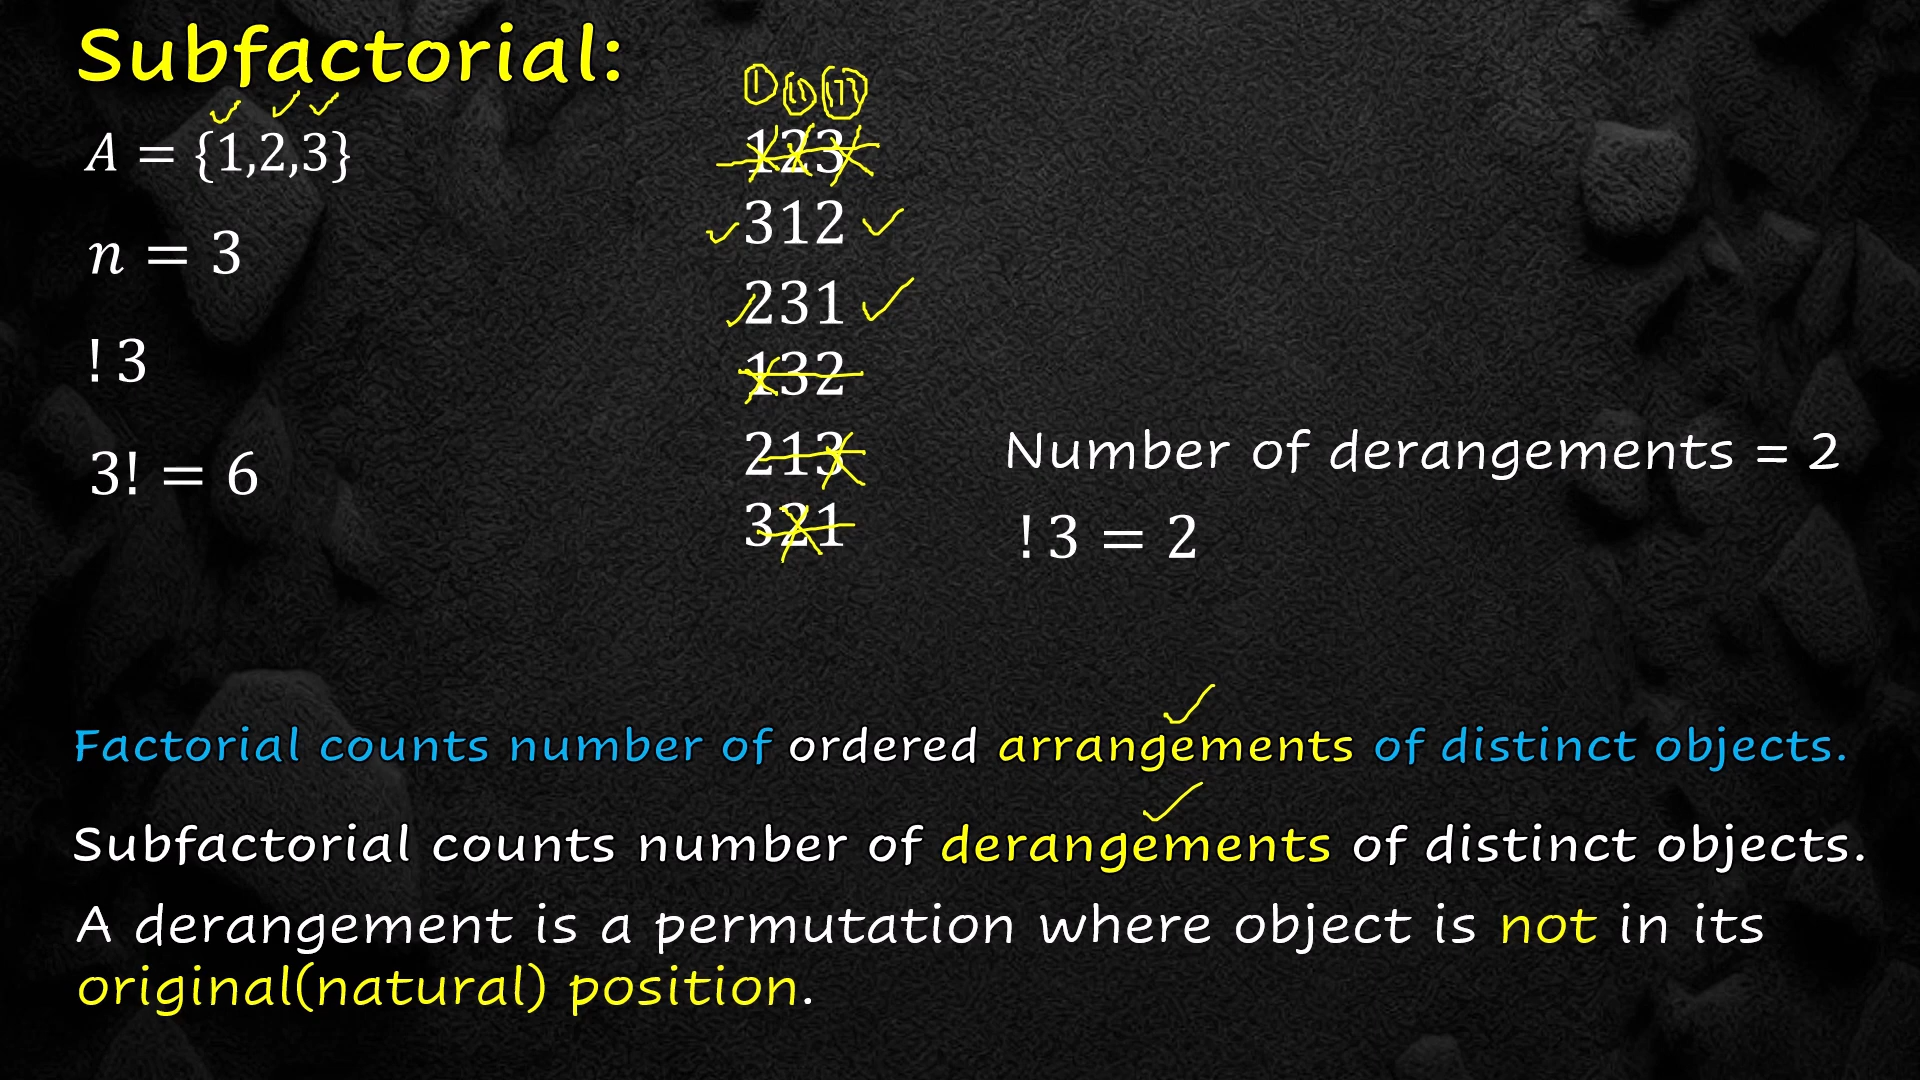 Subfactorial:
A = {1,2,3}
n = 3
!3
3! = 6
123
312
231
132
213
321
Number of derangements = 2
!3 = 2
Factorial counts number of ordered arrangements of distinct objects.
Subfactorial counts number of derangements of distinct objects.
A derangement is a permutation where object is not in its
original(natural) position.